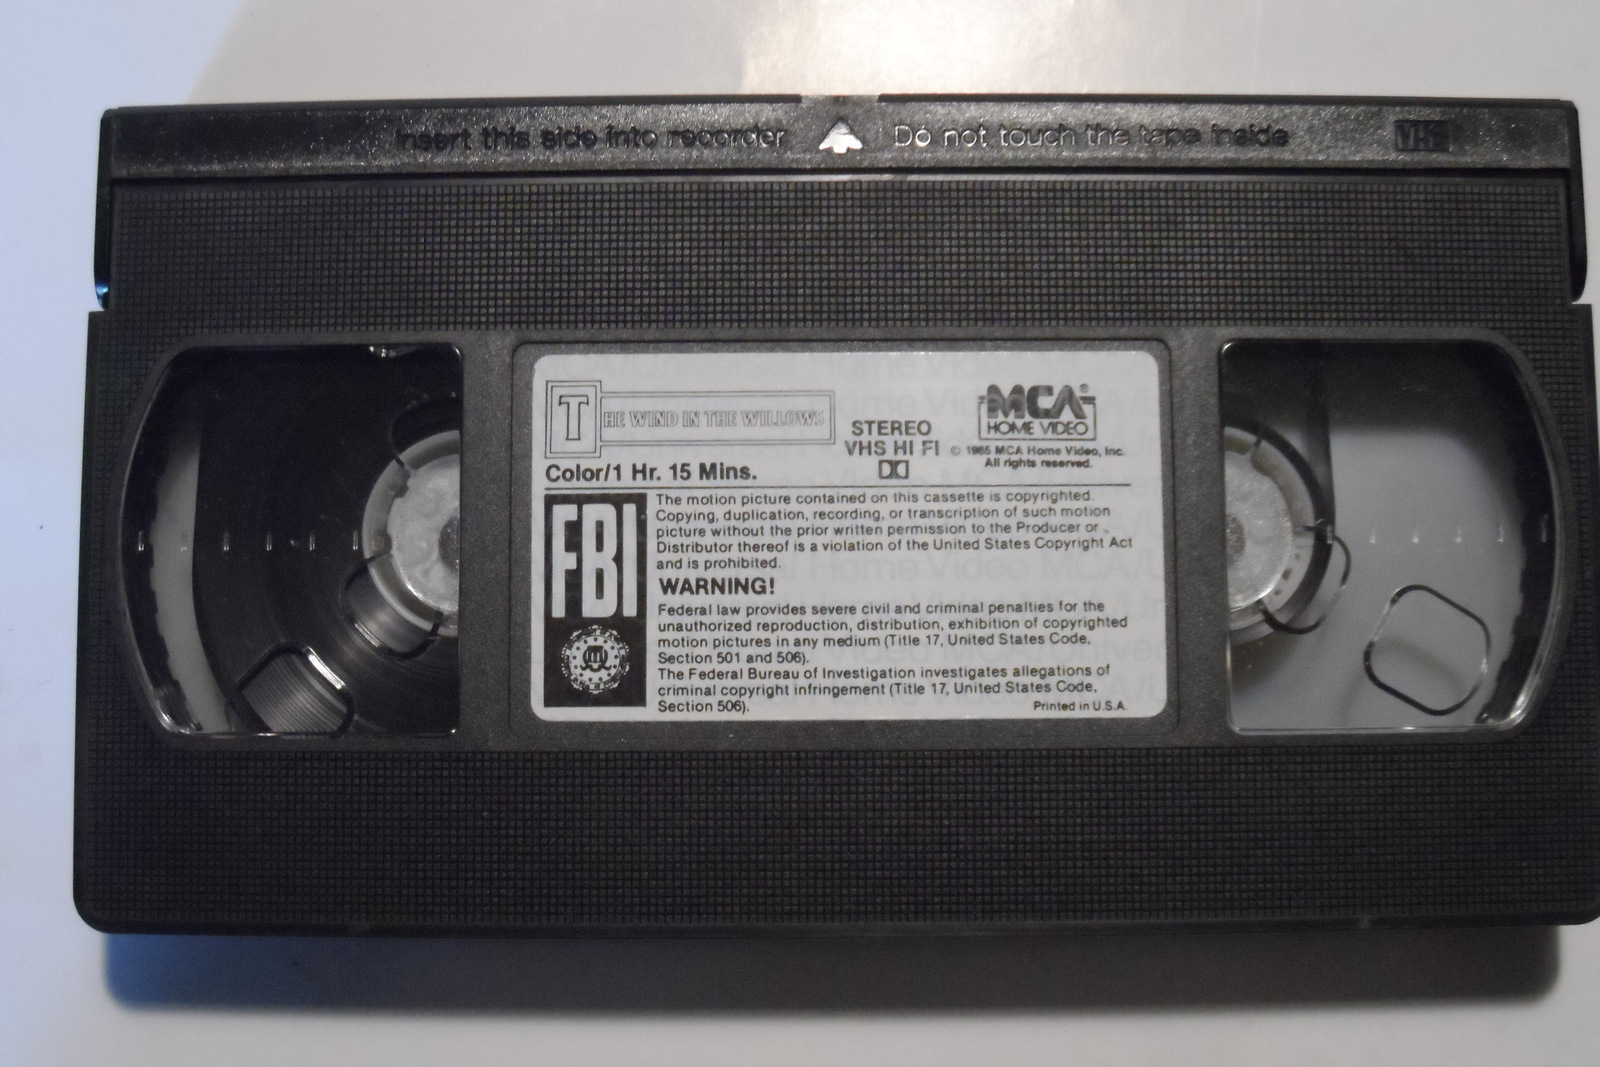 Insert this side into recorder
Do not touch the tape inside
VHS
THE WIND IN THE WILLOWS
STEREO
VHS HI FI
MCA®
HOME VIDEO
© 1985 MCA Home Video, Inc.
All rights reserved.
Color/1 Hr. 15 Mins.
FBI
The motion picture contained on this cassette is copyrighted.
Copying, duplication, recording, or transcription of such motion
picture without the prior written permission to the Producer or
Distributor thereof is a violation of the United States Copyright Act
and is prohibited.
WARNING!
Federal law provides severe civil and criminal penalties for the
unauthorized reproduction, distribution, exhibition of copyrighted
motion pictures in any medium (Title 17, United States Code,
Section 501 and 506).
The Federal Bureau of Investigation investigates allegations of
criminal copyright infringement (Title 17, United States Code,
Section 506).
Printed in U.S.A.